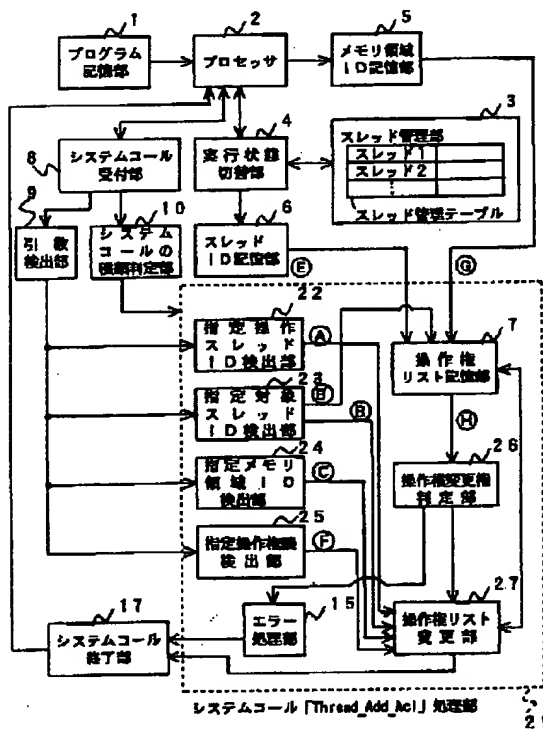 1
プログラム
記憶部
2
プロセッサ
5
メモリ領域
ID記憶部
3
スレッド管理部
スレッド1
スレッド2
スレッド管理テーブル
4
実行状態
切替部
8
システムコール
受付部
9
引数
検出部
10
システム
コールの
種類判定部
6
スレッド
ID記憶部
E
G
22
指定操作
スレッド
ID検出部
A
23
指定対象
スレッド
ID検出部
B'
B
24
指定メモリ
領域ID
検出部
C
25
指定操作権限
検出部
F
7
操作権
リスト記憶部
H
26
操作権変更権
判定部
27
操作権リスト
変更部
15
エラー
処理部
17
システムコール
終了部
システムコール「Thread_Add_Acl」処理部